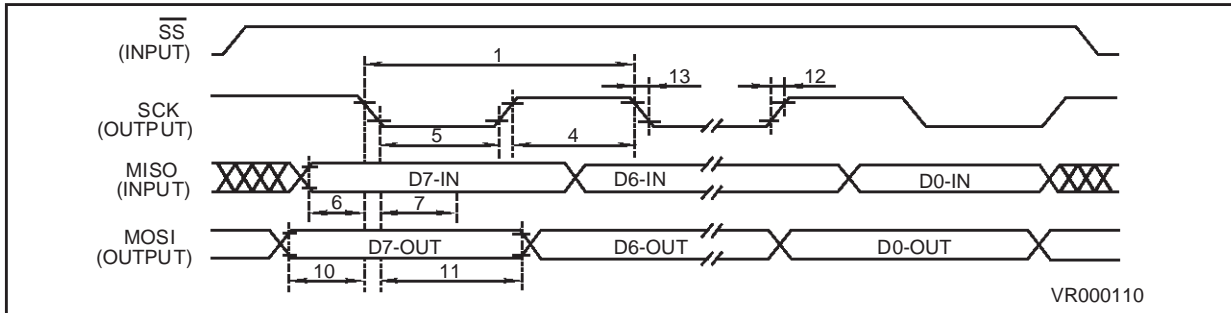 SS
(INPUT)
1
13
12
SCK
(OUTPUT)
5
4
MISO
(INPUT)
D7-IN
D6-IN
D0-IN
6
7
MOSI
(OUTPUT)
D7-OUT
D6-OUT
D0-OUT
10
11
VR000110